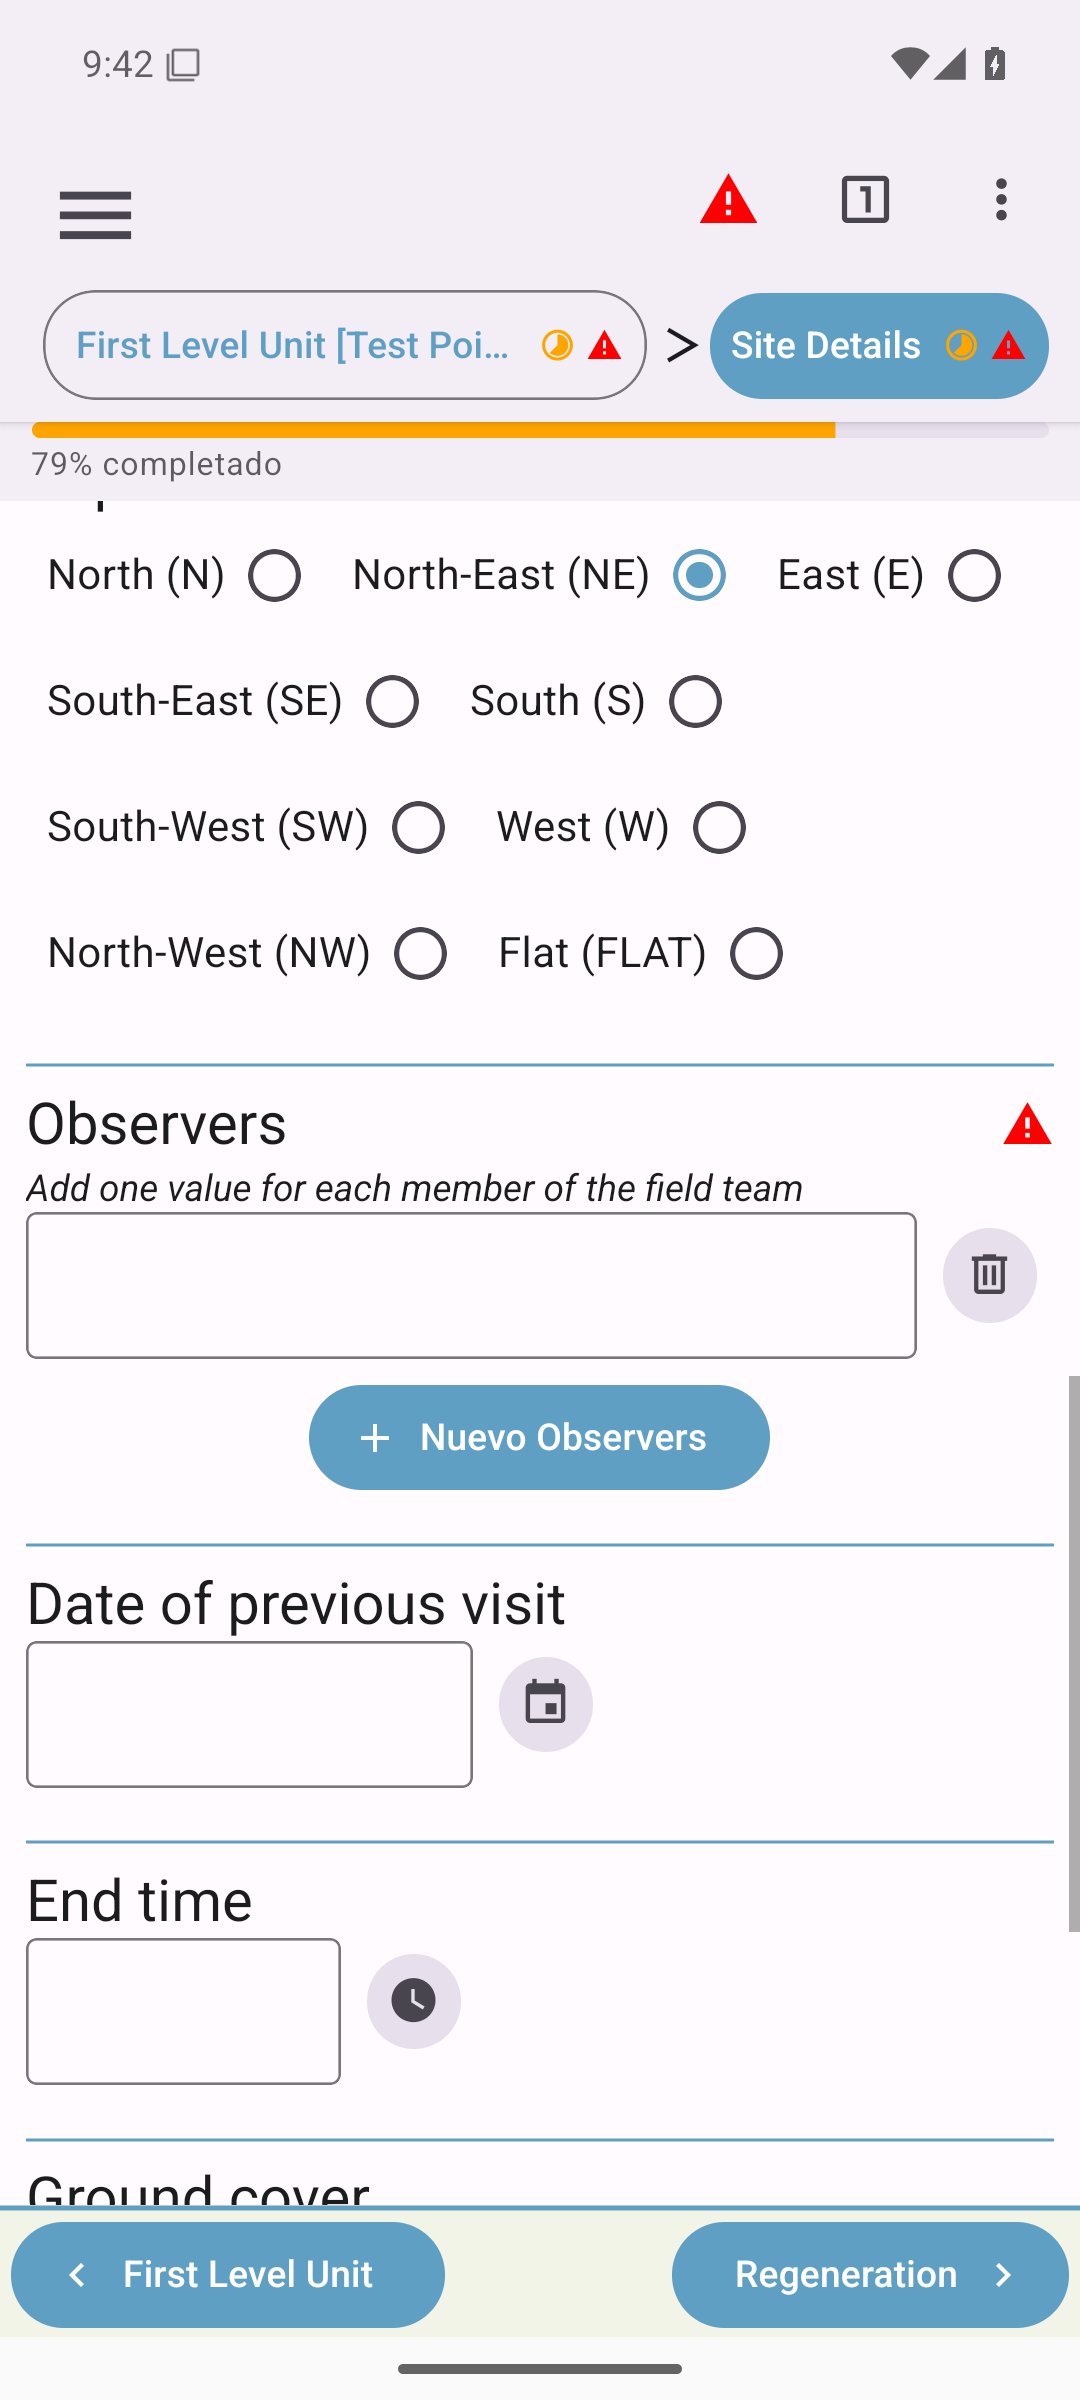 9:42
1
First Level Unit [Test Poi...
>
Site Details
79% completado
North (N)
North-East (NE)
East (E)
South-East (SE)
South (S)
South-West (SW)
West (W)
North-West (NW)
Flat (FLAT)
Observers
Add one value for each member of the field team
+ Nuevo Observers
Date of previous visit
End time
Ground cover
< First Level Unit
Regeneration >